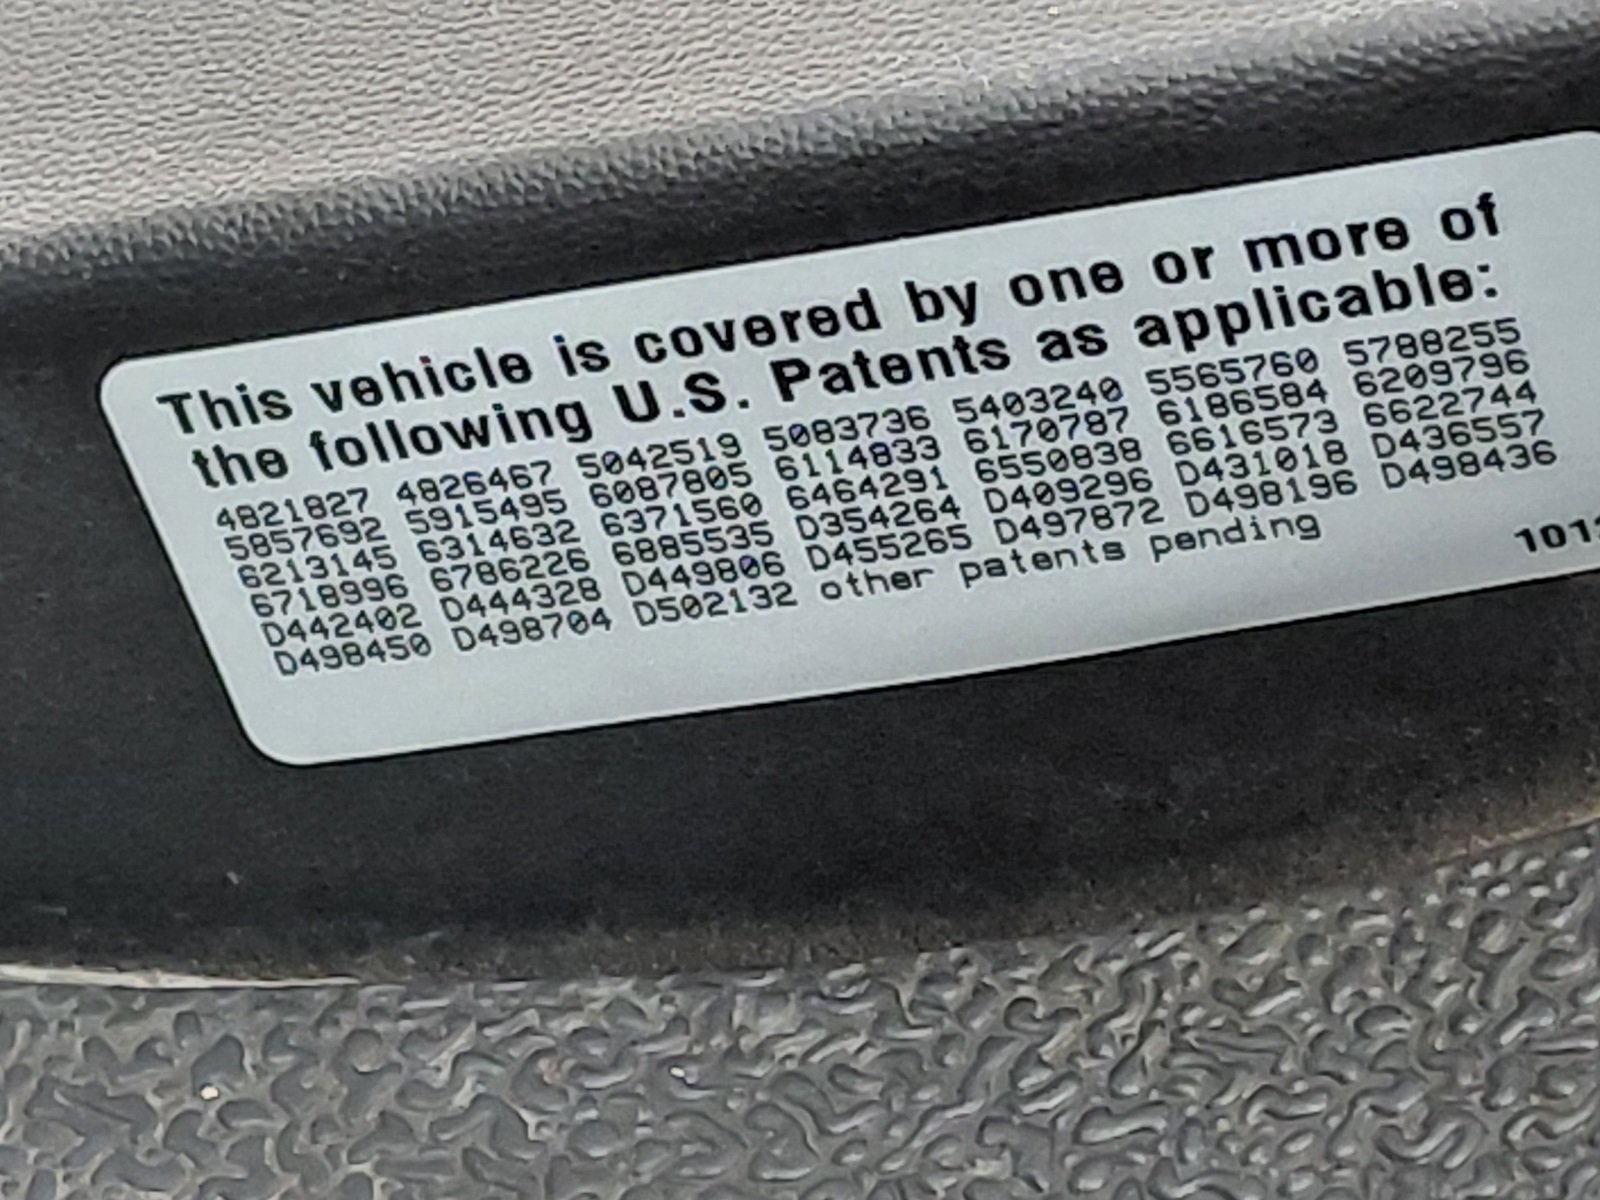 This vehicle is covered by one or more of
the following U.S. Patents as applicable:
4821827 4826467 5042519 5083736 5403240 5565760 5788255
5857692 5915495 6087805 6114833 6170787 6186584 6209796
6213145 6314632 6371560 6464291 6550838 6616573 6622744
6718996 6786226 6885535 D354264 D409296 D431018 D436557
D442402 D444328 D449806 D455265 D497872 D498196 D498436
D498450 D498704 D502132 other patents pending